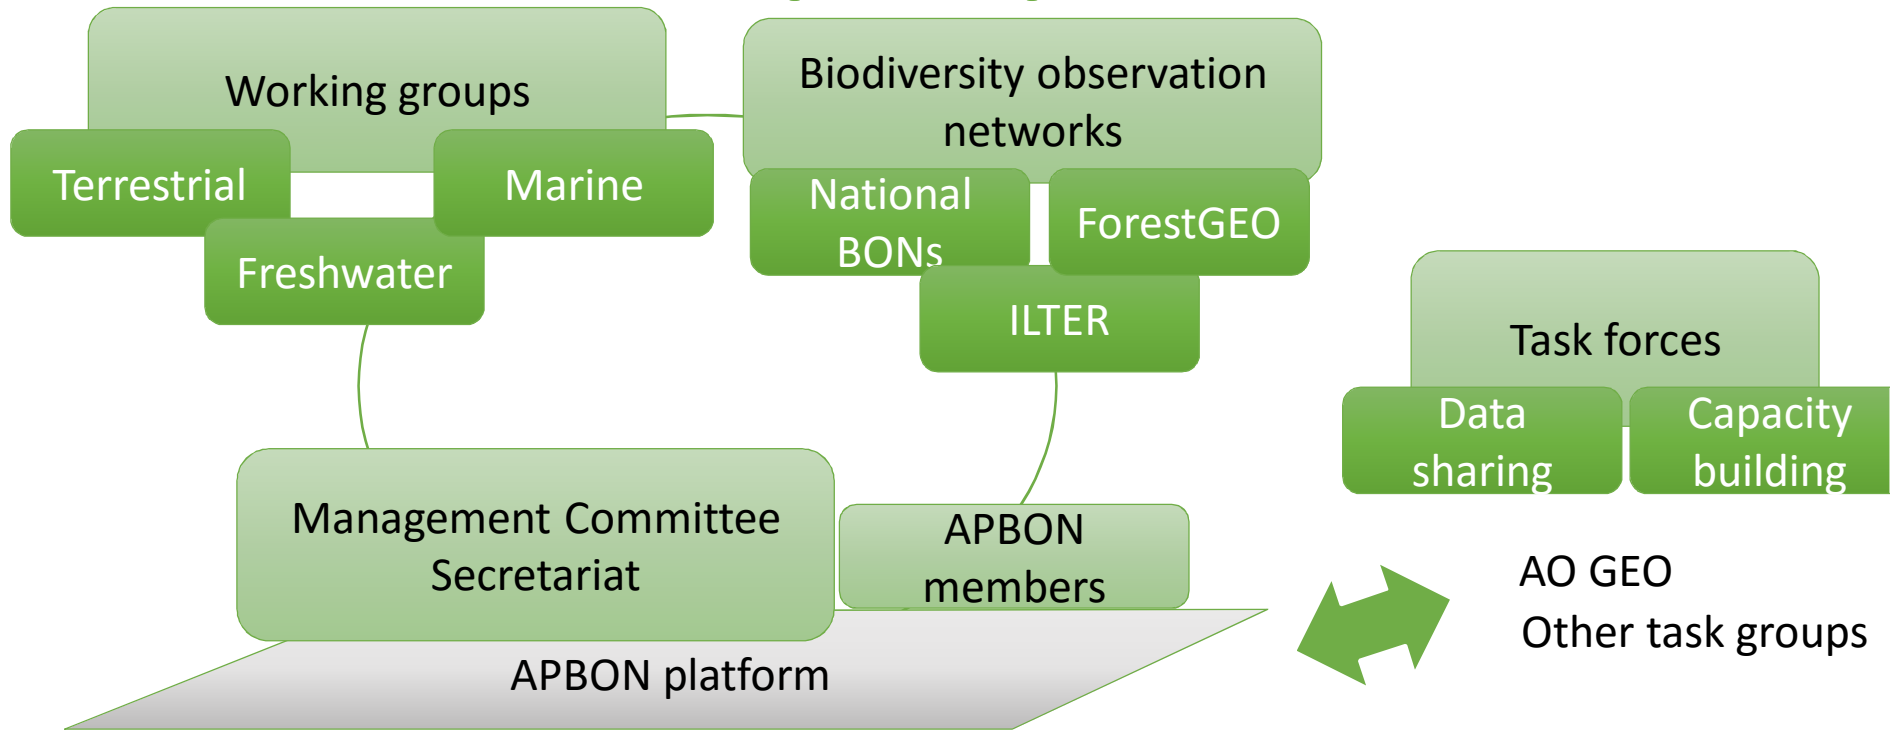 Working groups
Terrestrial
Marine
Freshwater
Biodiversity observation
networks
National
BONs
ForestGEO
ILTER
Task forces
Data
sharing
Capacity
building
Management Committee
Secretariat
APBON
members
APBON platform
AO GEO
Other task groups